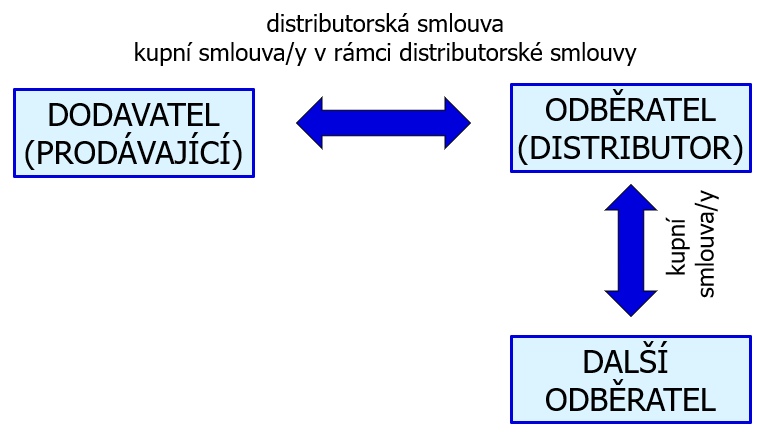 distributorská smlouva
kupní smlouva/y v rámci distributorské smlouvy
DODAVATEL
(PRODÁVAJÍCÍ)
ODBĚRATEL
(DISTRIBUTOR)
kupní
smlouva/y
DALŠÍ
ODBĚRATEL